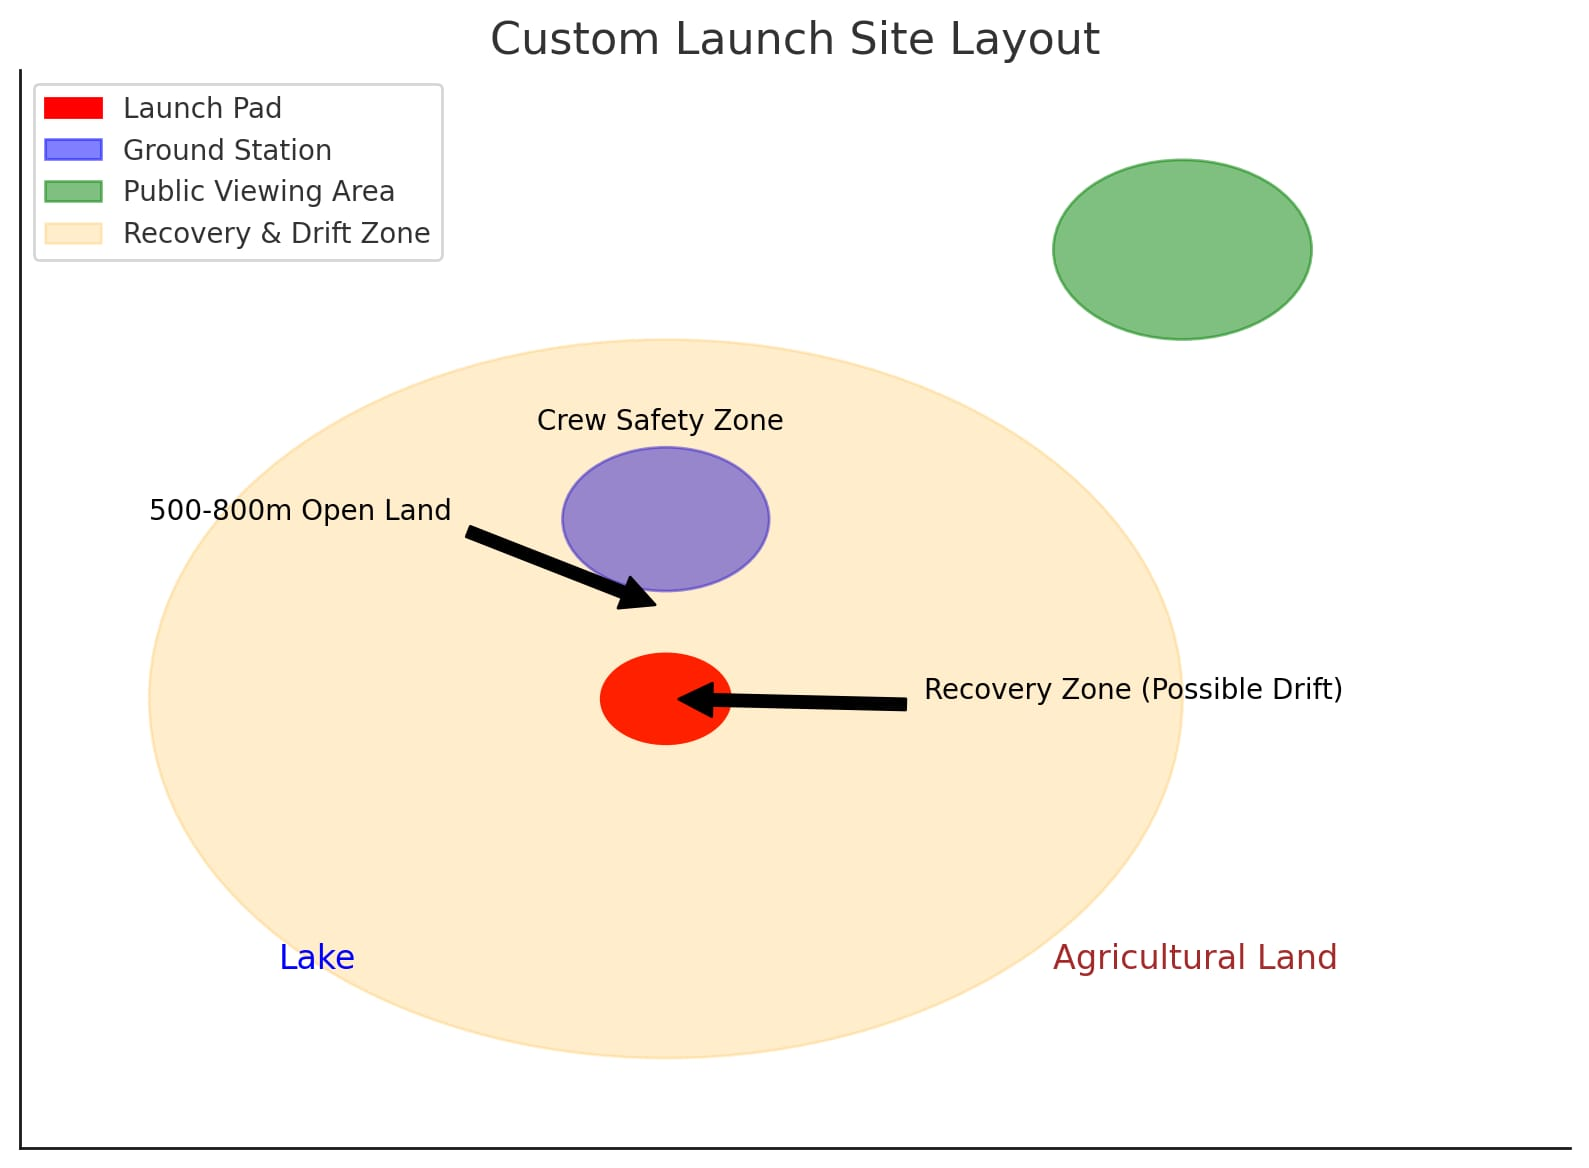 Custom Launch Site Layout
Launch Pad
Ground Station
Public Viewing Area
Recovery & Drift Zone
Crew Safety Zone
500-800m Open Land
Recovery Zone (Possible Drift)
Lake
Agricultural Land